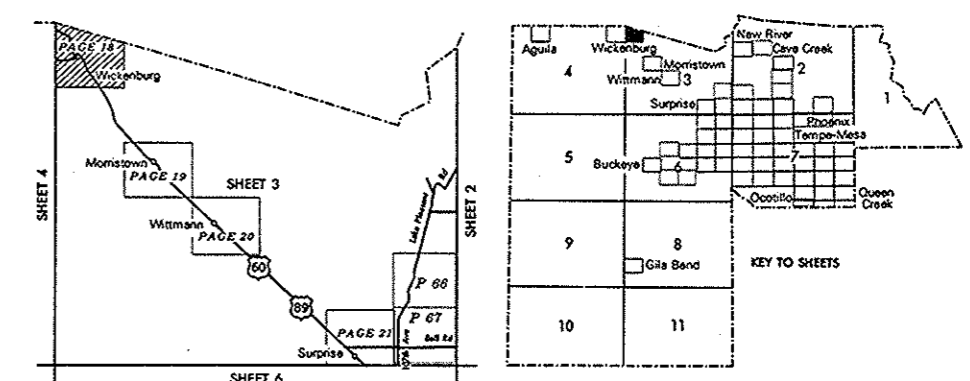 PAGE 18
Wickenburg
SHEET 4
Morristown
PAGE 19
SHEET 3
Wittmann
PAGE 20
60
89
Lake Pleasant Rd
SHEET 2
P 66
P 67
Bell Rd
107th Ave
PAGE 21
Surprise
SHEET 6
Aguila
Wickenburg
New River
Cave Creek
4
Morristown
Wittmann
3
2
1
Surprise
Phoenix
Tempe-Mesa
5
Buckeye
6
7
Ocotillo
Queen Creek
9
8
Gila Bend
KEY TO SHEETS
10
11